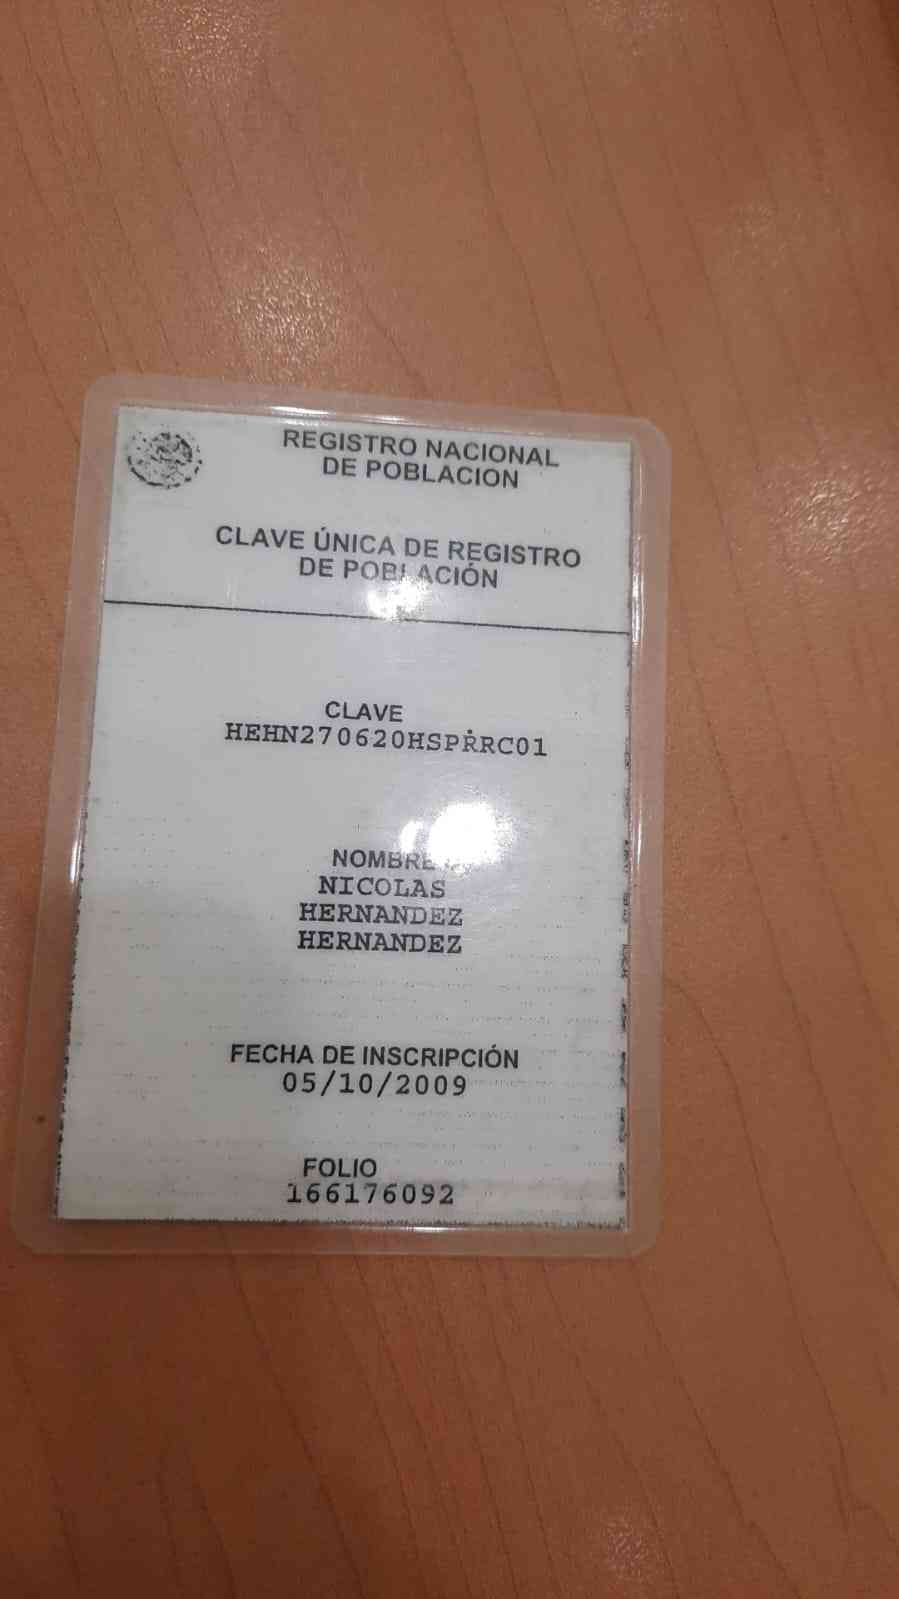 REGISTRO NACIONAL
DE POBLACION
CLAVE ÚNICA DE REGISTRO
DE POBLACIÓN
CLAVE
HEHN270620HSPRRC01
NOMBRE
NICOLAS
HERNANDEZ
HERNANDEZ
FECHA DE INSCRIPCIÓN
05/10/2009
FOLIO
166176092